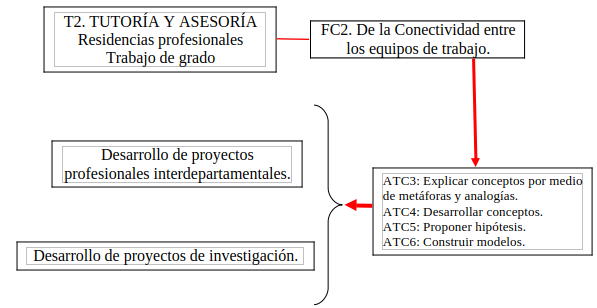 T2. TUTORÍA Y ASESORÍA
Residencias profesionales
Trabajo de grado
FC2. De la Conectividad entre
los equipos de trabajo.
Desarrollo de proyectos
profesionales interdepartamentales.
ATC3: Explicar conceptos por medio
de metáforas y analogías.
ATC4: Desarrollar conceptos.
ATC5: Proponer hipótesis.
ATC6: Construir modelos.
Desarrollo de proyectos de investigación.